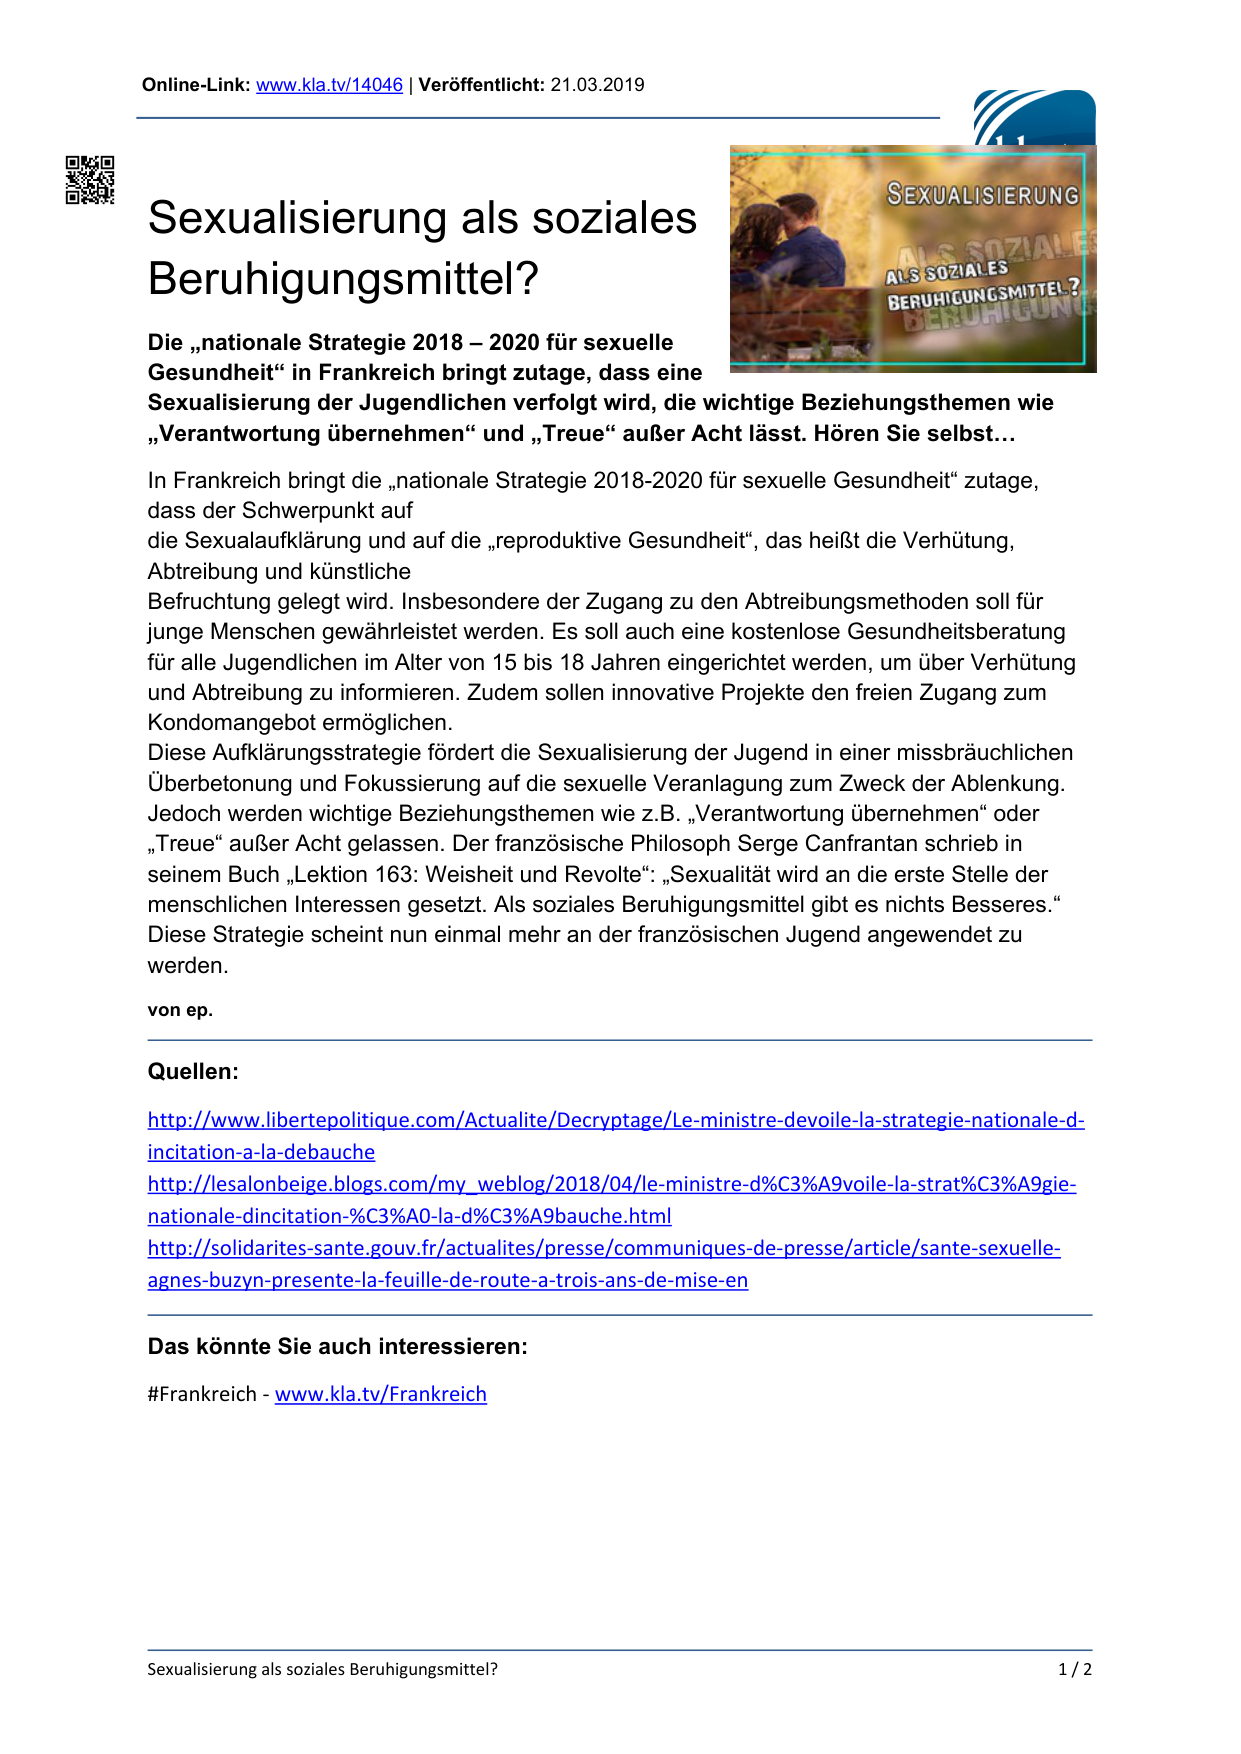 Online-Link: www.kla.tv/14046 | Veröffentlicht: 21.03.2019
Sexualisierung als soziales
Beruhigungsmittel?
SEXUALISIERUNG
ALS SOZIALES
BERUHIGUNGSMITTEL?
Die „nationale Strategie 2018 – 2020 für sexuelle
Gesundheit“ in Frankreich bringt zutage, dass eine
Sexualisierung der Jugendlichen verfolgt wird, die wichtige Beziehungsthemen wie
„Verantwortung übernehmen“ und „Treue“ außer Acht lässt. Hören Sie selbst…
In Frankreich bringt die „nationale Strategie 2018-2020 für sexuelle Gesundheit“ zutage,
dass der Schwerpunkt auf
die Sexualaufklärung und auf die „reproduktive Gesundheit“, das heißt die Verhütung,
Abtreibung und künstliche
Befruchtung gelegt wird. Insbesondere der Zugang zu den Abtreibungsmethoden soll für
junge Menschen gewährleistet werden. Es soll auch eine kostenlose Gesundheitsberatung
für alle Jugendlichen im Alter von 15 bis 18 Jahren eingerichtet werden, um über Verhütung
und Abtreibung zu informieren. Zudem sollen innovative Projekte den freien Zugang zum
Kondomangebot ermöglichen.
Diese Aufklärungsstrategie fördert die Sexualisierung der Jugend in einer missbräuchlichen
Überbetonung und Fokussierung auf die sexuelle Veranlagung zum Zweck der Ablenkung.
Jedoch werden wichtige Beziehungsthemen wie z.B. „Verantwortung übernehmen“ oder
„Treue“ außer Acht gelassen. Der französische Philosoph Serge Canfrantan schrieb in
seinem Buch „Lektion 163: Weisheit und Revolte“: „Sexualität wird an die erste Stelle der
menschlichen Interessen gesetzt. Als soziales Beruhigungsmittel gibt es nichts Besseres.“
Diese Strategie scheint nun einmal mehr an der französischen Jugend angewendet zu
werden.
von ep.
Quellen:
http://www.libertepolitique.com/Actualite/Decryptage/Le-ministre-devoile-la-strategie-nationale-d-
incitation-a-la-debauche
http://lesalonbeige.blogs.com/my_weblog/2018/04/le-ministre-d%C3%A9voile-la-strat%C3%A9gie-
nationale-dincitation-%C3%A0-la-d%C3%A9bauche.html
http://solidarites-sante.gouv.fr/actualites/presse/communiques-de-presse/article/sante-sexuelle-
agnes-buzyn-presente-la-feuille-de-route-a-trois-ans-de-mise-en
Das könnte Sie auch interessieren:
#Frankreich - www.kla.tv/Frankreich
Sexualisierung als soziales Beruhigungsmittel? 1 / 2